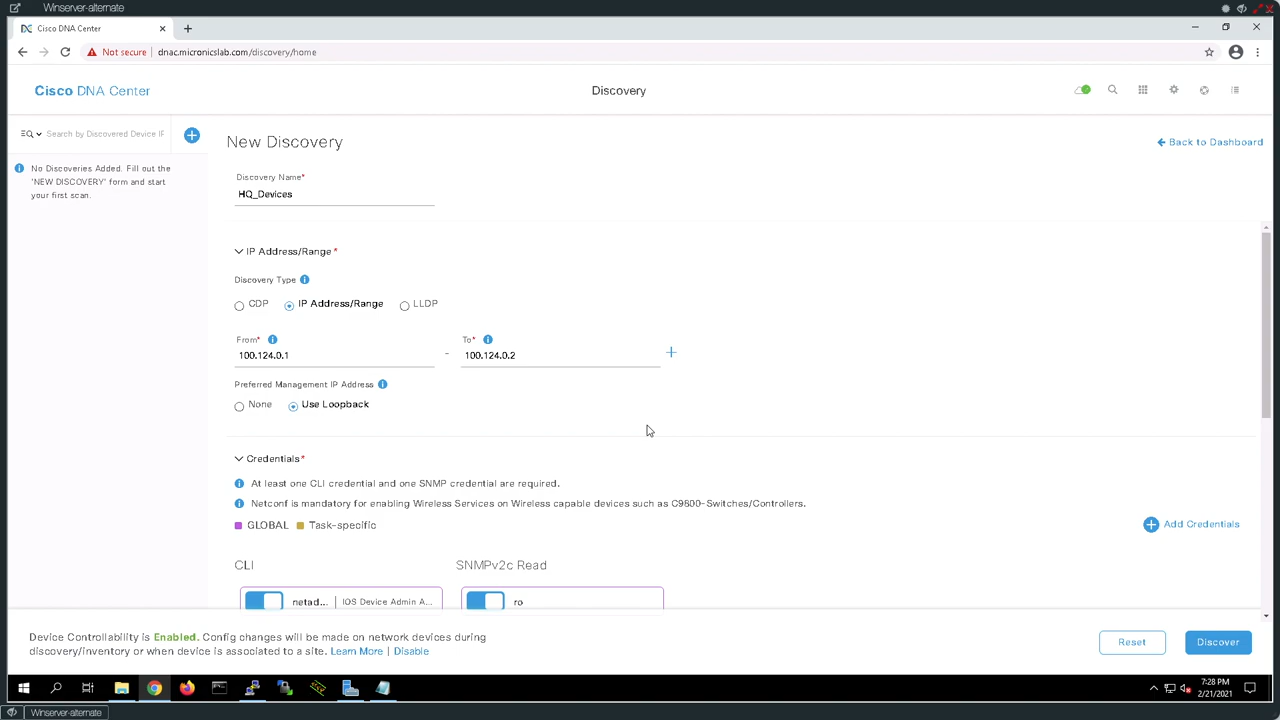 Winserver-alternate
Cisco DNA Center
Not secure | dnac.micronicslab.com/discovery/home
Cisco DNA Center
Discovery
Search by Discovered Device IF
No Discoveries Added. Fill out the
'NEW DISCOVERY' form and start
your first scan.
New Discovery
Back to Dashboard
Discovery Name*
HQ_Devices
IP Address/Range *
Discovery Type
CDP
IP Address/Range
LLDP
From*
To*
100.124.0.1
-
100.124.0.2
Preferred Management IP Address
None
Use Loopback
Credentials*
At least one CLI credential and one SNMP credential are required.
Netconf is mandatory for enabling Wireless Services on Wireless capable devices such as C9800-Switches/Controllers.
GLOBAL
Task-specific
Add Credentials
CLI
SNMPv2c Read
netad... | IOS Device Admin A...
ro
Device Controllability is Enabled. Config changes will be made on network devices during
discovery/inventory or when device is associated to a site. Learn More | Disable
Reset
Discover
7:28 PM
2/21/2021
Winserver-alternate